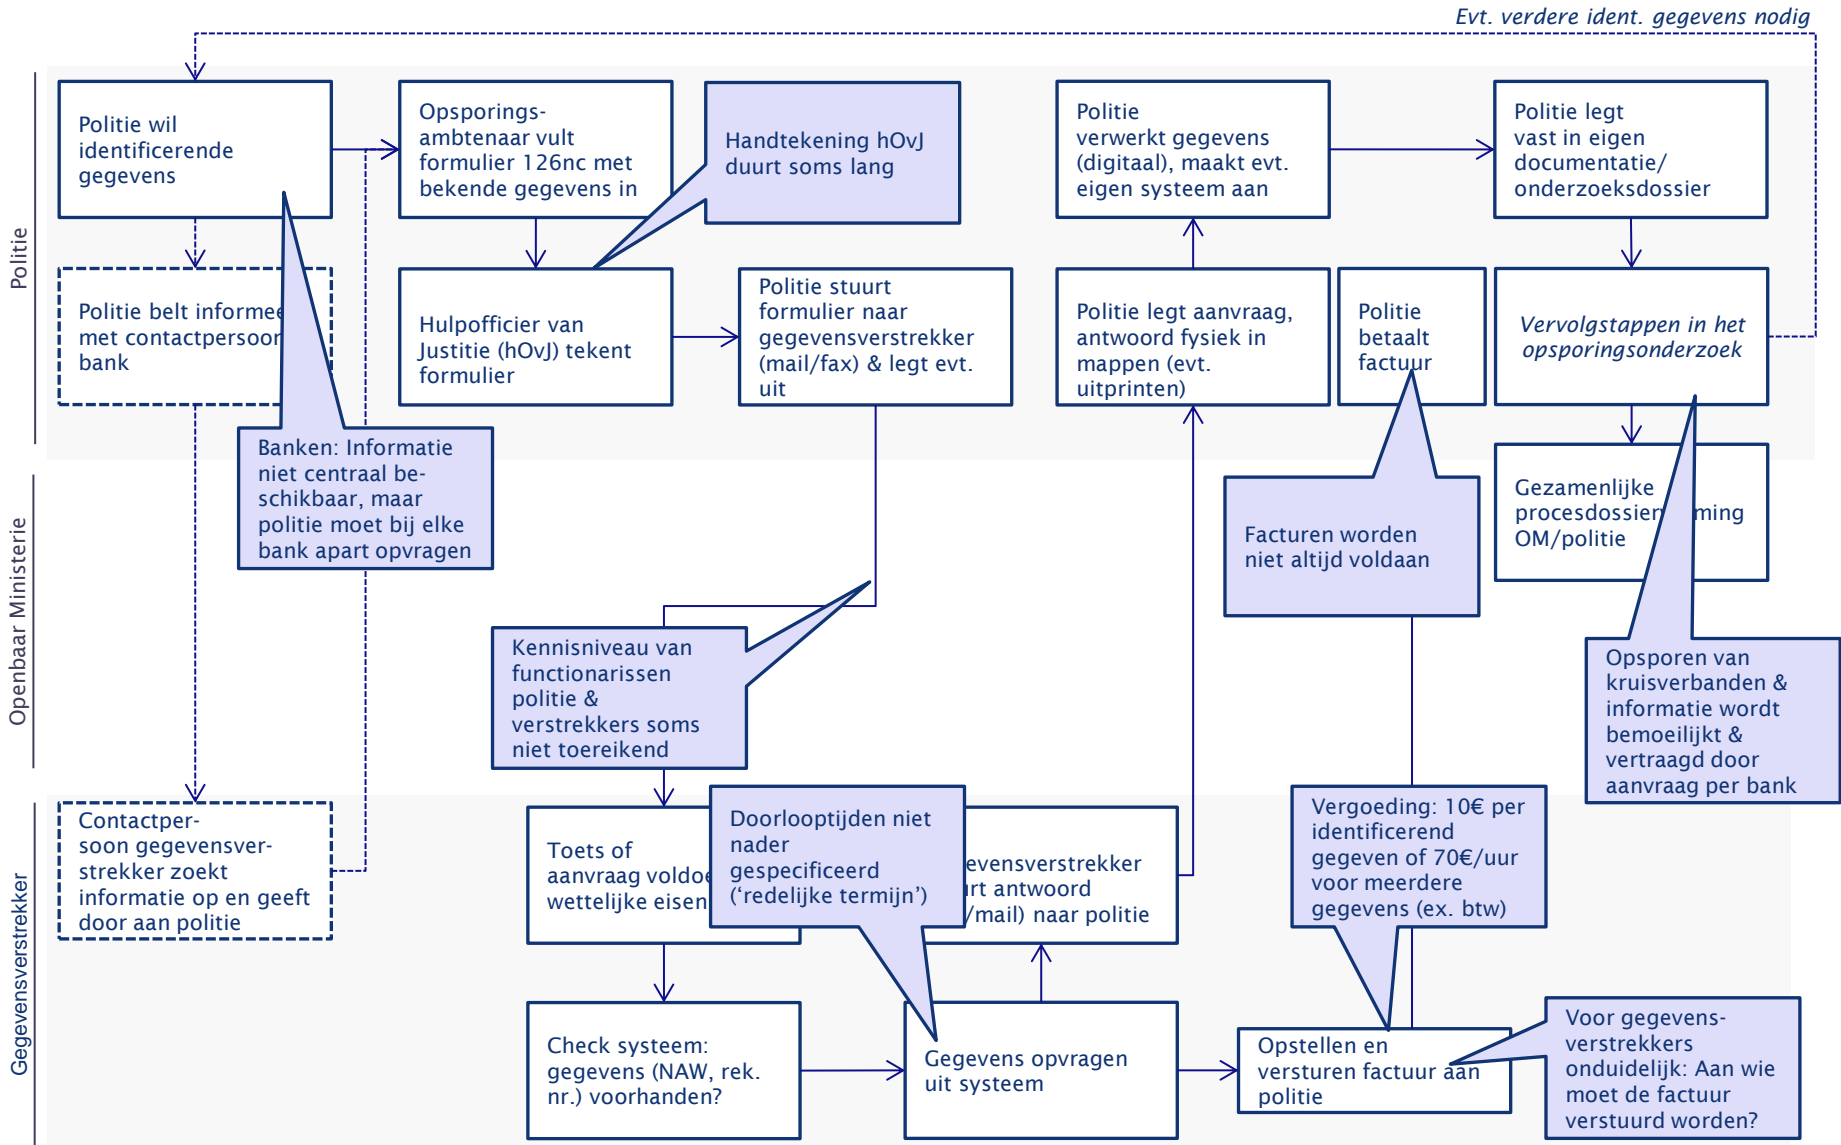 Evt. verdere ident. gegevens nodig
Politie
Politie wil
identificerende
gegevens
Opsporings-
ambtenaar vult
formulier 126nc met
bekende gegevens in
Handtekening hOvJ
duurt soms lang
Politie
verwerkt gegevens
(digitaal), maakt evt.
eigen systeem aan
Politie legt
vast in eigen
documentatie/
onderzoeksdossier
Politie belt
met contactpersoon
bank
Hulpofficier van
Justitie (hOvJ) tekent
formulier
Politie stuurt
formulier naar
gegevensverstrekker
(mail/fax) & legt evt.
uit
Politie legt aanvraag,
antwoord fysiek in
mappen (evt.
uitprinten)
Politie
betaalt
factuur
Vervolgstappen in het
opsporingsonderzoek
Openbaar Ministerie
Banken: Informatie
niet centraal be-
schikbaar, maar
politie moet bij elke
bank apart opvragen
Facturen worden
niet altijd voldaan
Gezamenlijke
OM/politie
Kennisniveau van
functionarissen
politie &
verstrekkers soms
niet toereikend
Opsporen van
kruisverbanden &
informatie wordt
bemoeilijkt &
vertraagd door
aanvraag per bank
Gegevensverstrekker
Contactper-
soon gegevensver-
strekker zoekt
informatie op en geeft
door aan politie
Toets of
aanvraag
wettelijke
Doorlooptijden niet
nader
gespecificeerd
(‘redelijke termijn’)
antwoord
naar politie
Vergoeding: 10€ per
identificerend
gegeven of 70€/uur
voor meerdere
gegevens (ex. btw)
Check systeem:
gegevens (NAW, rek.
nr.) voorhanden?
Gegevens opvragen
uit systeem
Opstellen en
versturen factuur aan
politie
Voor gegevens-
verstrekkers
onduidelijk: Aan wie
moet de factuur
verstuurd worden?